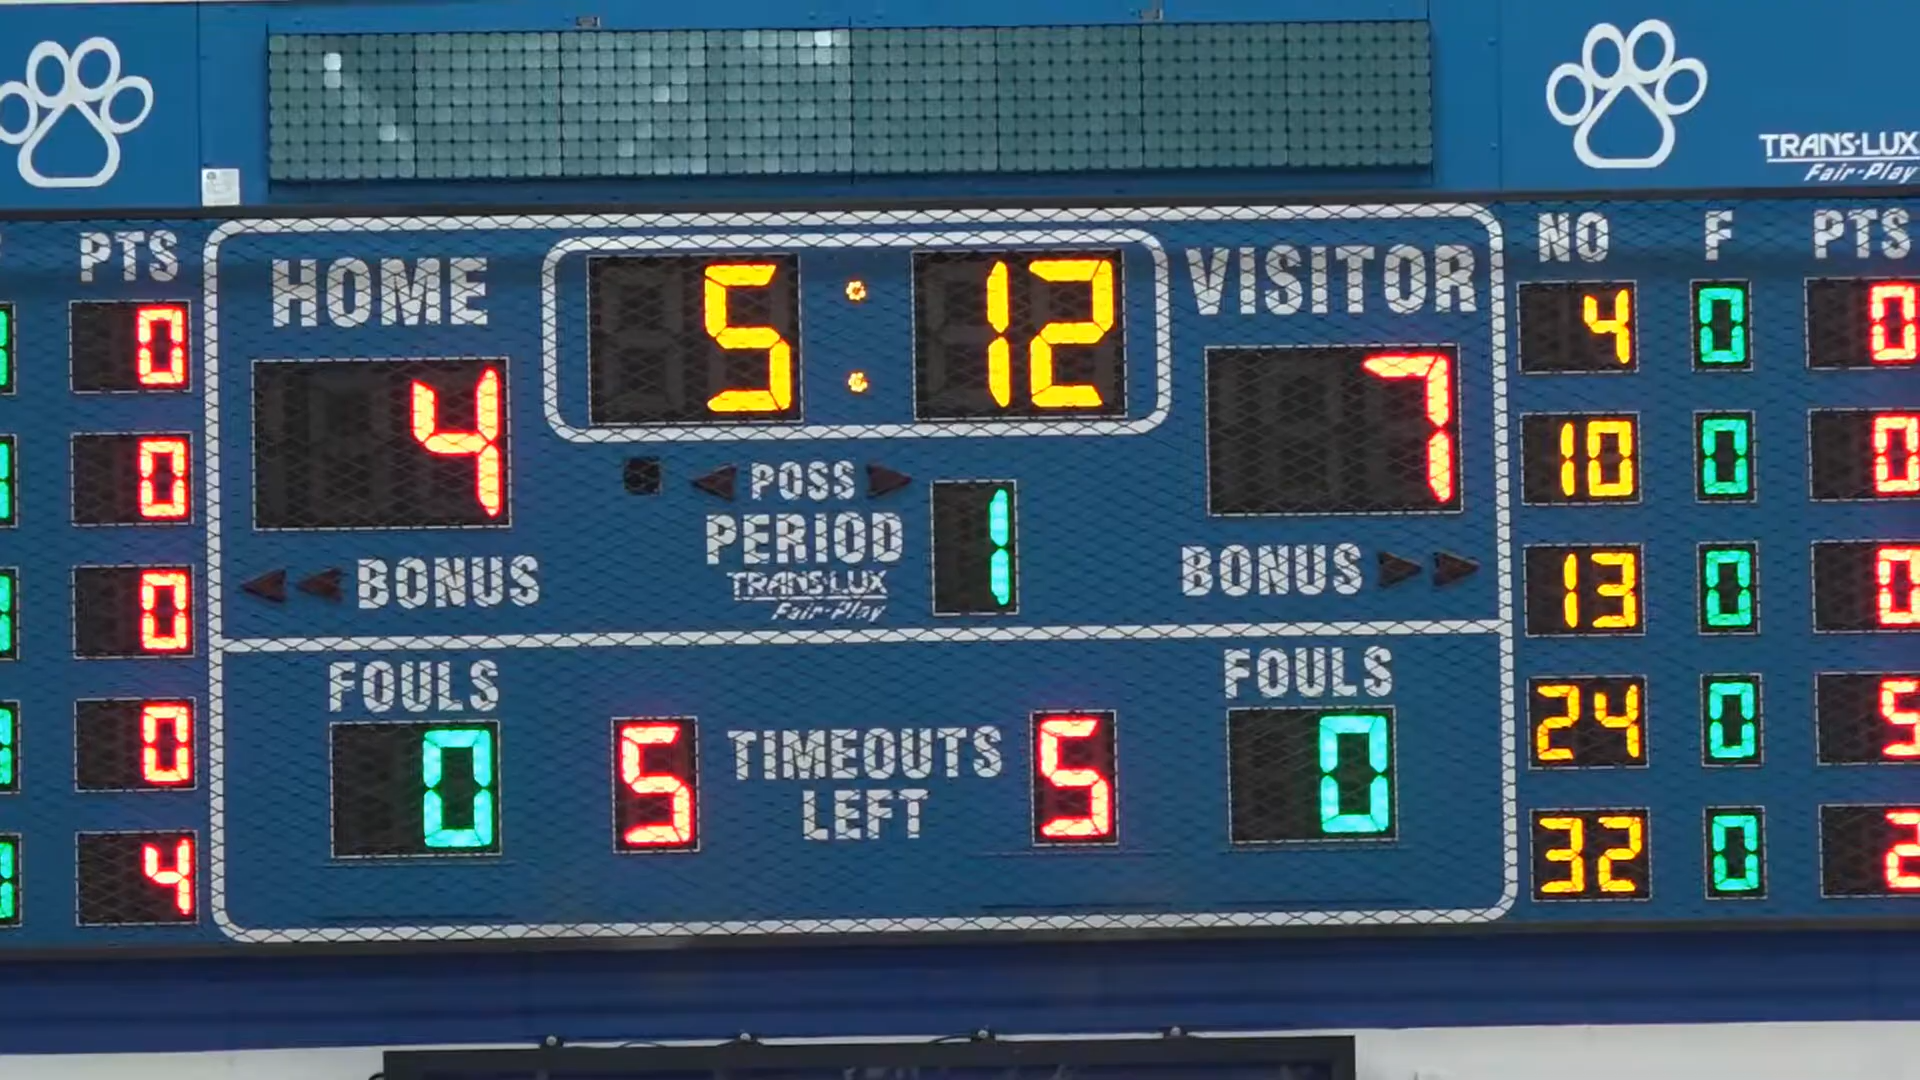 TRANS·LUX
Fair-Play
PTS
HOME
5:12
VISITOR
NO F PTS
0
4
7
4 0 0
0
POSS
PERIOD
1
10 0 0
TRANS·LUX
Fair-Play
0
BONUS
BONUS
13 0 0
FOULS
FOULS
0
0
5
TIMEOUTS
LEFT
5
0
24 0 5
4
32 0 2